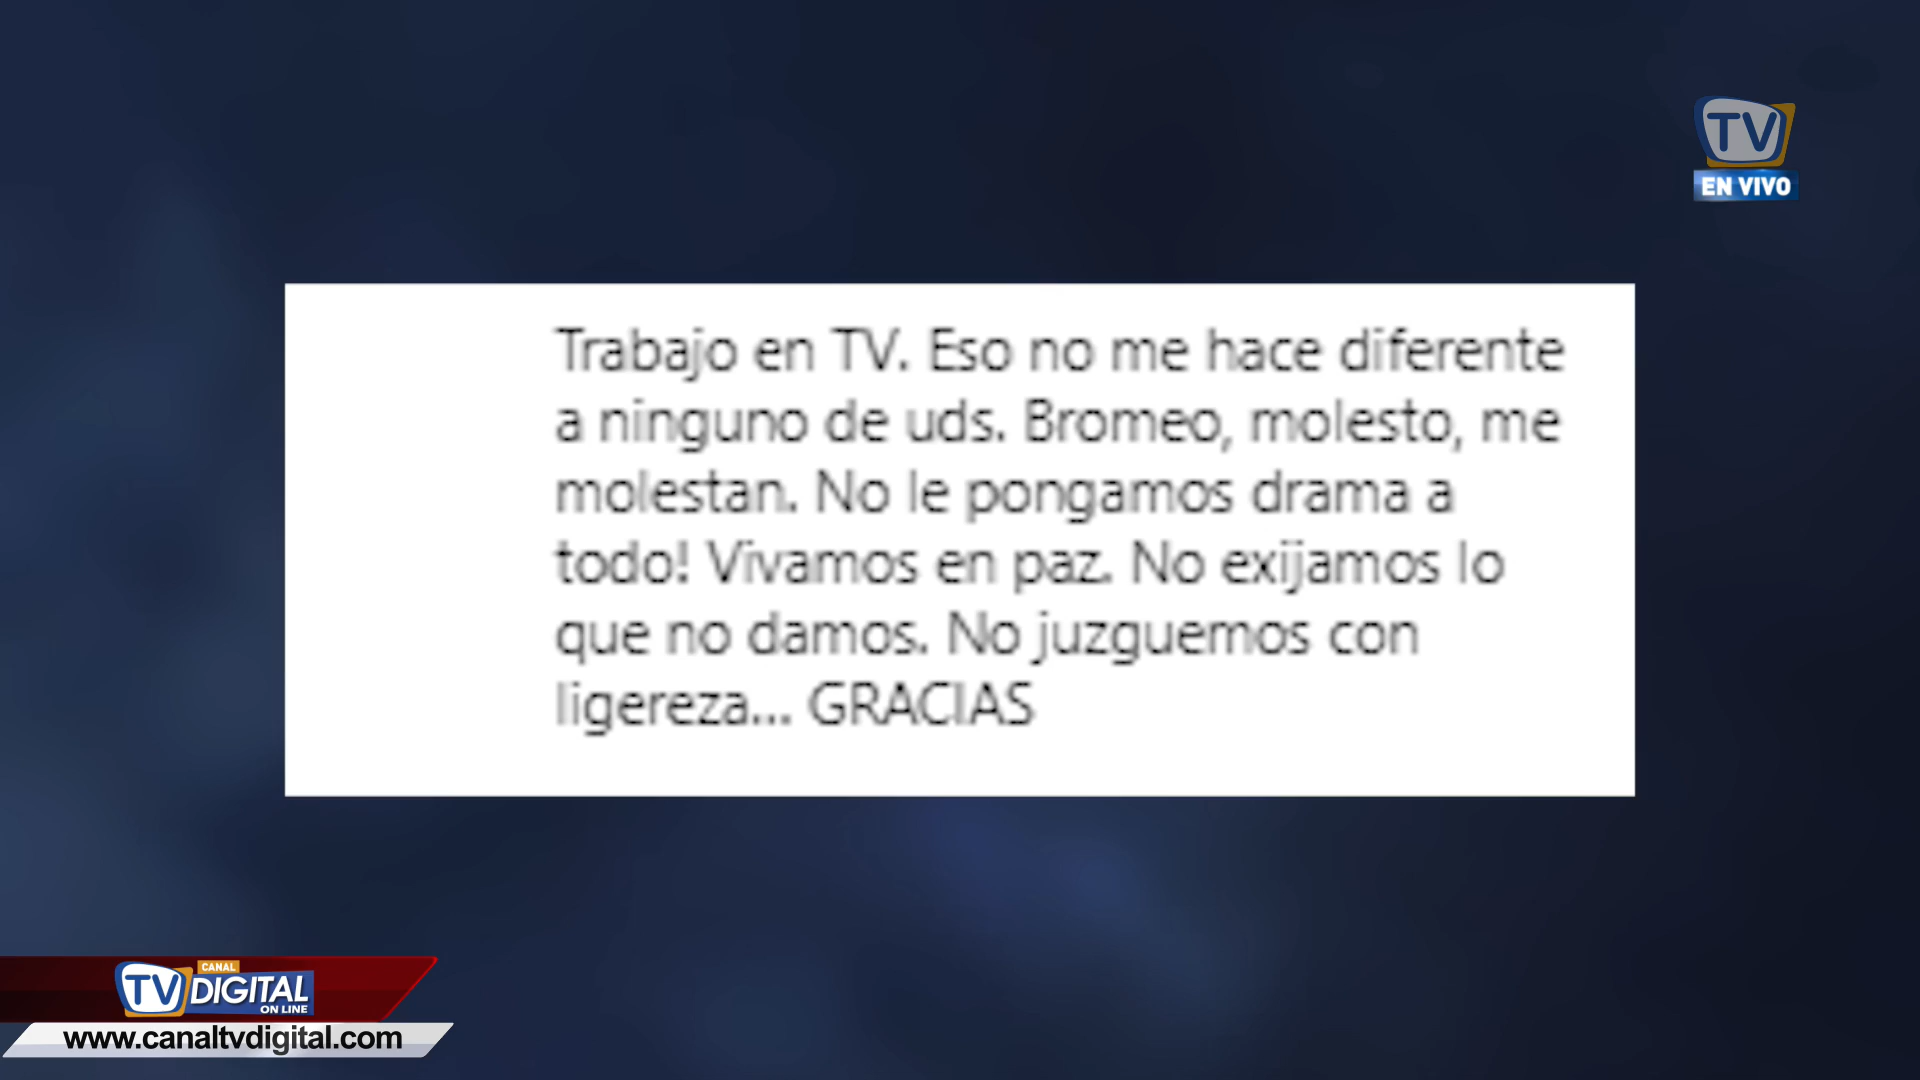 TV
EN VIVO
Trabajo en TV. Eso no me hace diferente
a ninguno de uds. Bromeo, molesto, me
molestan. No le pongamos drama a
todo! Vivamos en paz. No exijamos lo
que no damos. No juzguemos con
ligereza... GRACIAS
CANAL
TV DIGITAL
ON LINE
www.canaltvdigital.com